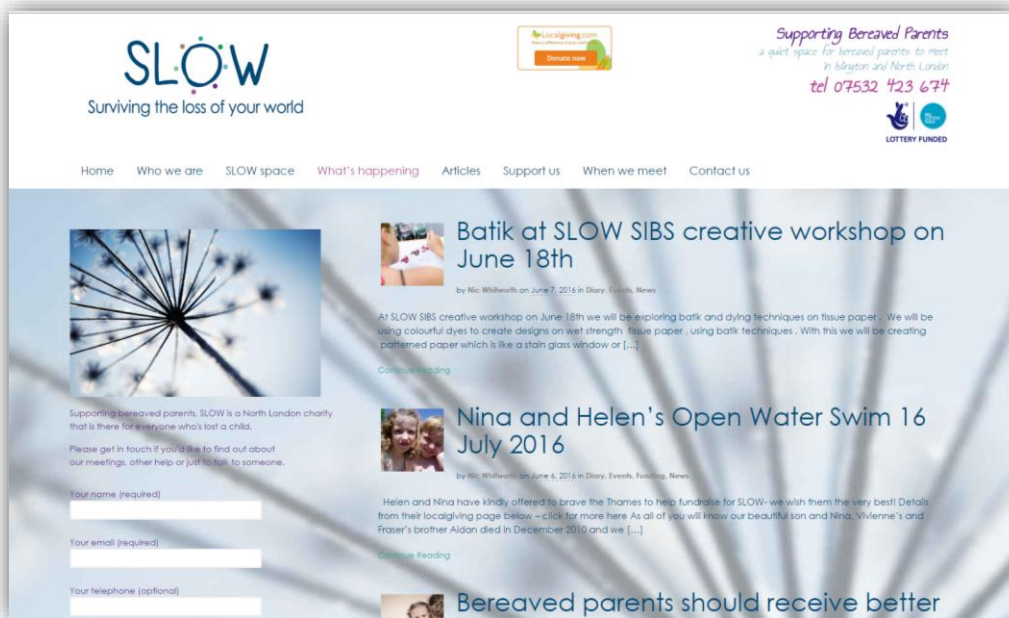 SLOW
Surviving the loss of your world
Localgiving.com
Donate now
Supporting Bereaved Parents
a quiet space for bereaved parents to meet
in Islington and North London
tel 07532 423 674
LOTTERY FUNDED
Home Who we are SLOW space What's happening Articles Support us When we meet Contact us
Batik at SLOW SIBS creative workshop on
June 18th
by Nic Whitworth on June 7, 2016 in Diary, Events, News
At SLOW SIBS creative workshop on June 18th we will be exploring batik and dying techniques on tissue paper . We will be
using colourful dyes to create designs on wet strength tissue paper , using batik techniques . With this we will be creating
patterned paper which is like a stain glass window or [...]
Continue Reading
Supporting bereaved parents, SLOW is a North London charity
that is there for everyone who's lost a child.
Please get in touch if you'd like to find out about
our meetings, other help or just to talk to someone.
Your name (required)
Your email (required)
Your telephone (optional)
Nina and Helen's Open Water Swim 16
July 2016
by Nic Whitworth on June 6, 2016 in Diary, Events, Funding, News
Helen and Nina have kindly offered to brave the Thames to help fundraise for SLOW- we wish them the very best! Details
from their localgiving page below – click for more here As all of you will know our beautiful son and Nina, Vivienne's and
Fraser's brother Aidan died in December 2010 and we [...]
Continue Reading
Bereaved parents should receive better